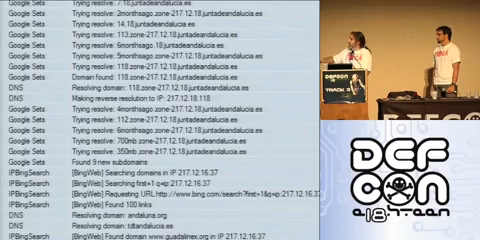 Google Sets Trying resolve: 7.18.juntadeandalucia.es
Google Sets Trying resolve: 2monthsago.zone-217.12.18.juntadeandalucia.es
Google Sets Trying resolve: 14.18.juntadeandalucia.es
Google Sets Trying resolve: 113.zone-217.12.18.juntadeandalucia.es
Google Sets Trying resolve: 6monthsago.18.juntadeandalucia.es
Google Sets Trying resolve: 5monthsago.zone-217.12.18.juntadeandalucia.es
Google Sets Trying resolve: 118.zone-217.12.18.juntadeandalucia.es
Google Sets Domain found: 118.zone-217.12.18.juntadeandalucia.es
DNS Resolving domain: 118.zone-217.12.18.juntadeandalucia.es
DNS Making reverse resolution to IP: 217.12.18.118
Google Sets Trying resolve: 4monthsago.zone-217.12.18.juntadeandalucia.es
Google Sets Trying resolve: 112.zone-217.12.18.juntadeandalucia.es
Google Sets Trying resolve: 6monthsago.zone-217.12.18.juntadeandalucia.es
Google Sets Trying resolve: 700mb.zone-217.12.18.juntadeandalucia.es
Google Sets Trying resolve: 350mb.zone-217.12.18.juntadeandalucia.es
Google Sets Found 9 new subdomains
IPBingSearch [BingWeb] Searching domains in IP 217.12.16.37
IPBingSearch [BingWeb] Searching first=1 q=ip:217.12.16.37
IPBingSearch [BingWeb] Requesting URL http://www.bing.com/search?first=1&q=ip:217.12.16.37
IPBingSearch [BingWeb] Found 100 links
DNS Resolving domain: andaluna.org
DNS Resolving domain: tdtandalucia.es
IPBingSearch [BingWeb] Found domain www.guadalinex.org in IP 217.12.16.37
DEFCON
TRACK 3
DEF
CON
18